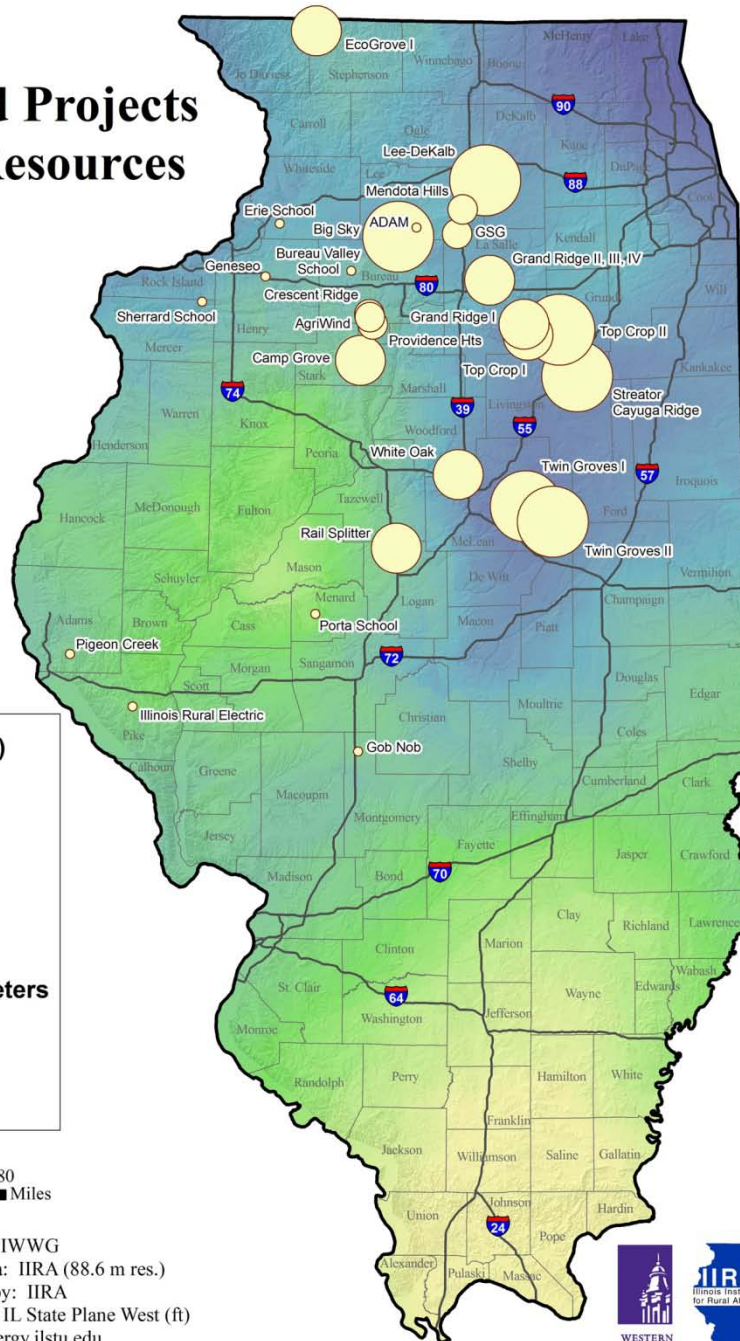 d Projects
Resources
EcoGrove I
McHenry
Lake
Jo Daviess
Stephenson
Winnebago
Boone
90
Carroll
Ogle
DeKalb
Kane
Lee-DeKalb
Whiteside
Lee
88
DuPage
Mendota Hills
Cook
Erie School
Big Sky
ADAM
GSG
Kendall
La Salle
Bureau Valley
School
Bureau
Grand Ridge II, III, IV
Geneseo
80
Rock Island
Will
Crescent Ridge
Grundy
Sherrard School
Henry
AgriWind
Grand Ridge I
Top Crop II
Providence Hts
Mercer
Camp Grove
Stark
Top Crop I
Kankakee
Marshall
Streator
Cayuga Ridge
74
39
Livingston
Warren
Knox
Woodford
55
Henderson
Peoria
White Oak
Twin Groves I
57
Iroquois
Tazewell
McDonough
Fulton
Hancock
Ford
Rail Splitter
McLean
Twin Groves II
Mason
De Witt
Vermilion
Schuyler
Menard
Logan
Champaign
Adams
Brown
Cass
Porta School
Macon
Piatt
Pigeon Creek
72
Morgan
Sangamon
Douglas
Scott
Edgar
Illinois Rural Electric
Christian
Moultrie
Pike
Coles
)
Gob Nob
Calhoun
Greene
Shelby
Cumberland
Clark
Macoupin
Montgomery
Effingham
Jersey
Fayette
Jasper
Crawford
Madison
Bond
70
Clay
Richland
Lawrence
Clinton
Marion
Wabash
eters
St. Clair
64
Wayne
Edwards
Washington
Jefferson
Monroe
Randolph
Perry
Hamilton
White
Franklin
Jackson
Williamson
Saline
Gallatin
80
Miles
Johnson
Hardin
Union
24
Pope
IWWG
a: IIRA (88.6 m res.)
by: IIRA
Alexander
Pulaski
Massac
IL State Plane West (ft)
ergy.ilstu.edu
WESTERN
IIR
Illinois Inst
for Rural Af